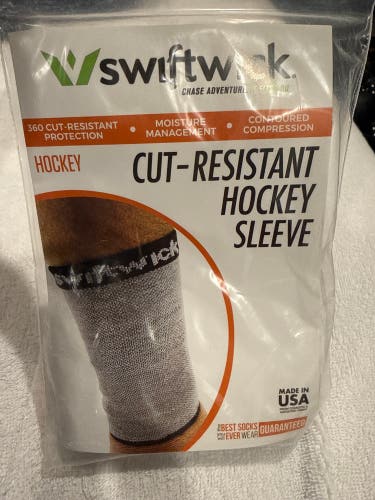 swiftwick.
CHASE ADVENTURE
360 CUT-RESISTANT PROTECTION • MOISTURE MANAGEMENT • CONTOURED COMPRESSION
HOCKEY
CUT-RESISTANT
HOCKEY
SLEEVE
SWIFTWICK
MADE IN
USA
BEST SOCKS
EVER WEAR
GUARANTEED